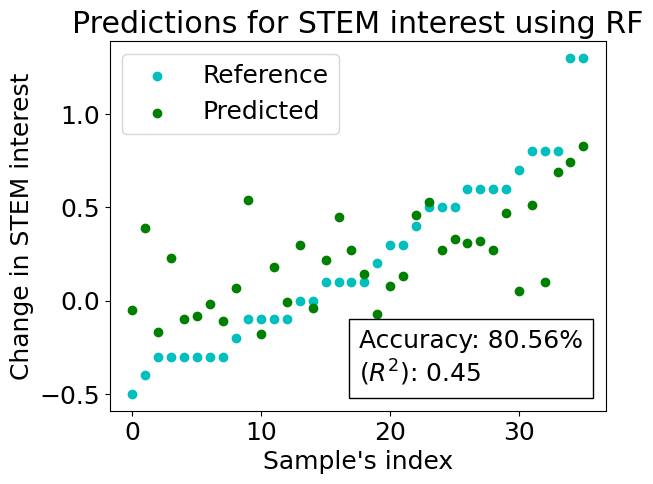 Predictions for STEM interest using RF
Change in STEM interest
1.0
0.5
0.0
−0.5
Reference
Predicted
Accuracy: 80.56%
(R²): 0.45
0 10 20 30
Sample's index